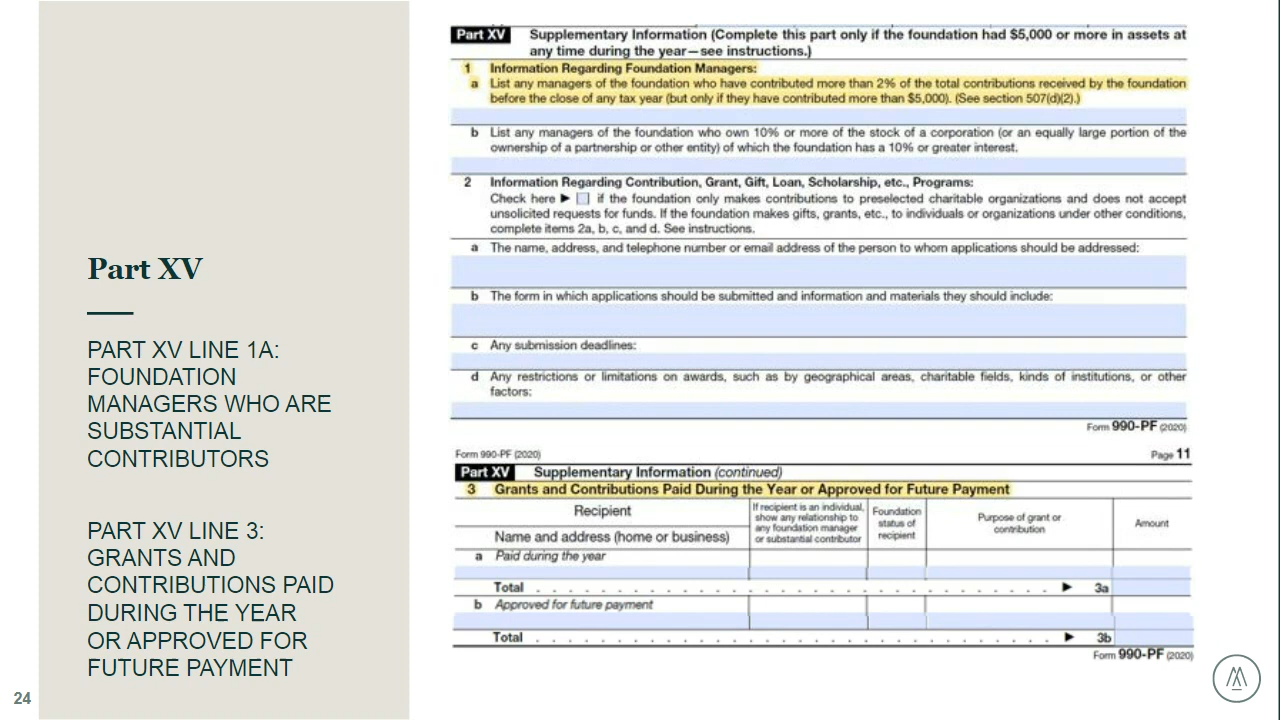 Part XV
PART XV LINE 1A:
FOUNDATION
MANAGERS WHO ARE
SUBSTANTIAL
CONTRIBUTORS
PART XV LINE 3:
GRANTS AND
CONTRIBUTIONS PAID
DURING THE YEAR
OR APPROVED FOR
FUTURE PAYMENT
24
Part XV Supplementary Information (Complete this part only if the foundation had $5,000 or more in assets at
any time during the year—see instructions.)
1 Information Regarding Foundation Managers:
a List any managers of the foundation who have contributed more than 2% of the total contributions received by the foundation
before the close of any tax year (but only if they have contributed more than $5,000). (See section 507(d)(2).)
b List any managers of the foundation who own 10% or more of the stock of a corporation (or an equally large portion of the
ownership of a partnership or other entity) of which the foundation has a 10% or greater interest.
2 Information Regarding Contribution, Grant, Gift, Loan, Scholarship, etc., Programs:
Check here ► ☐ if the foundation only makes contributions to preselected charitable organizations and does not accept
unsolicited requests for funds. If the foundation makes gifts, grants, etc., to individuals or organizations under other conditions,
complete items 2a, b, c, and d. See instructions.
a The name, address, and telephone number or email address of the person to whom applications should be addressed:
b The form in which applications should be submitted and information and materials they should include:
c Any submission deadlines:
d Any restrictions or limitations on awards, such as by geographical areas, charitable fields, kinds of institutions, or other
factors:
Form 990-PF (2020)
Form 990-PF (2020) Page 11
Part XV Supplementary Information (continued)
3 Grants and Contributions Paid During the Year or Approved for Future Payment
Recipient
Name and address (home or business)
If recipient is an individual,
show any relationship to
any foundation manager
or substantial contributor
Foundation
status of
recipient
Purpose of grant or
contribution
Amount
a Paid during the year
Total . . . . . . . . . . . . . . . . . . . . . . . . . . . . . ► 3a
b Approved for future payment
Total . . . . . . . . . . . . . . . . . . . . . . . . . . . . . ► 3b
Form 990-PF (2020)